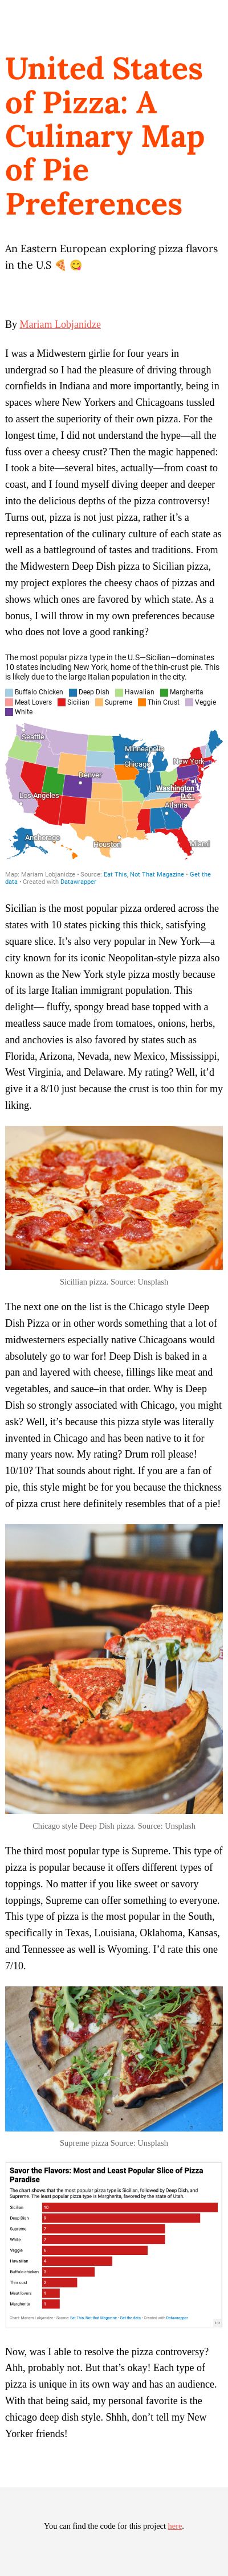 United States
of Pizza: A
Culinary Map
of Pie
Preferences
An Eastern European exploring pizza flavors
in the U.S 🍕 😋
By Mariam Lobjanidze
I was a Midwestern girlie for four years in
undergrad so I had the pleasure of driving through
cornfields in Indiana and more importantly, being in
spaces where New Yorkers and Chicagoans tussled
to assert the superiority of their own pizza. For the
longest time, I did not understand the hype—all the
fuss over a cheesy crust? Then the magic happened:
I took a bite—several bites, actually—from coast to
coast, and I found myself diving deeper and deeper
into the delicious depths of the pizza controversy!
Turns out, pizza is not just pizza, rather it’s a
representation of the culinary culture of each state as
well as a battleground of tastes and traditions. From
the Midwestern Deep Dish pizza to Sicilian pizza,
my project explores the cheesy chaos of pizzas and
shows which ones are favored by which state. As a
bonus, I will throw in my own preferences because
who does not love a good ranking?
The most popular pizza type in the U.S—Sicilian—dominates
10 states including New York, home of the thin-crust pie. This
is likely due to the large Italian population in the city.
Buffalo Chicken Deep Dish Hawaiian Margherita
Meat Lovers Sicilian Supreme Thin Crust Veggie
White
Seattle
Minneapolis
Chicago
New York
Denver
Washington
D.C.
Los Angeles
Atlanta
Anchorage
Houston
Miami
Map: Mariam Lobjanidze • Source: Eat This, Not That Magazine • Get the
data • Created with Datawrapper
Sicilian is the most popular pizza ordered across the
states with 10 states picking this thick, satisfying
square slice. It’s also very popular in New York—a
city known for its iconic Neopolitan-style pizza also
known as the New York style pizza mostly because
of its large Italian immigrant population. This
delight— fluffy, spongy bread base topped with a
meatless sauce made from tomatoes, onions, herbs,
and anchovies is also favored by states such as
Florida, Arizona, Nevada, new Mexico, Mississippi,
West Virginia, and Delaware. My rating? Well, it’d
give it a 8/10 just because the crust is too thin for my
liking.
Sicillian pizza. Source: Unsplash
The next one on the list is the Chicago style Deep
Dish Pizza or in other words something that a lot of
midwesterners especially native Chicagoans would
absolutely go to war for! Deep Dish is baked in a
pan and layered with cheese, fillings like meat and
vegetables, and sauce–in that order. Why is Deep
Dish so strongly associated with Chicago, you might
ask? Well, it’s because this pizza style was literally
invented in Chicago and has been native to it for
many years now. My rating? Drum roll please!
10/10? That sounds about right. If you are a fan of
pie, this style might be for you because the thickness
of pizza crust here definitely resembles that of a pie!
Chicago style Deep Dish pizza. Source: Unsplash
The third most popular type is Supreme. This type of
pizza is popular because it offers different types of
toppings. No matter if you like sweet or savory
toppings, Supreme can offer something to everyone.
This type of pizza is the most popular in the South,
specifically in Texas, Louisiana, Oklahoma, Kansas,
and Tennessee as well is Wyoming. I’d rate this one
7/10.
Supreme pizza Source: Unsplash
Savor the Flavors: Most and Least Popular Slice of Pizza
Paradise
The chart shows that the most popular pizza type is Sicilian, followed by Deep Dish, and
Supreme. The least popular pizza type is Margherita, favored by the state of Utah.
Sicilian 10
Deep Dish 9
Supreme 7
White 7
Veggie 6
Hawaiian 4
Buffalo chicken 3
Thin cust 2
Meat lovers 1
Margherita 1
Chart: Mariam Lobjanidze • Source: Eat This, Not That Magazine • Get the data • Created with Datawrapper
Now, was I able to resolve the pizza controversy?
Ahh, probably not. But that’s okay! Each type of
pizza is unique in its own way and has an audience.
With that being said, my personal favorite is the
chicago deep dish style. Shhh, don’t tell my New
Yorker friends!
You can find the code for this project here.